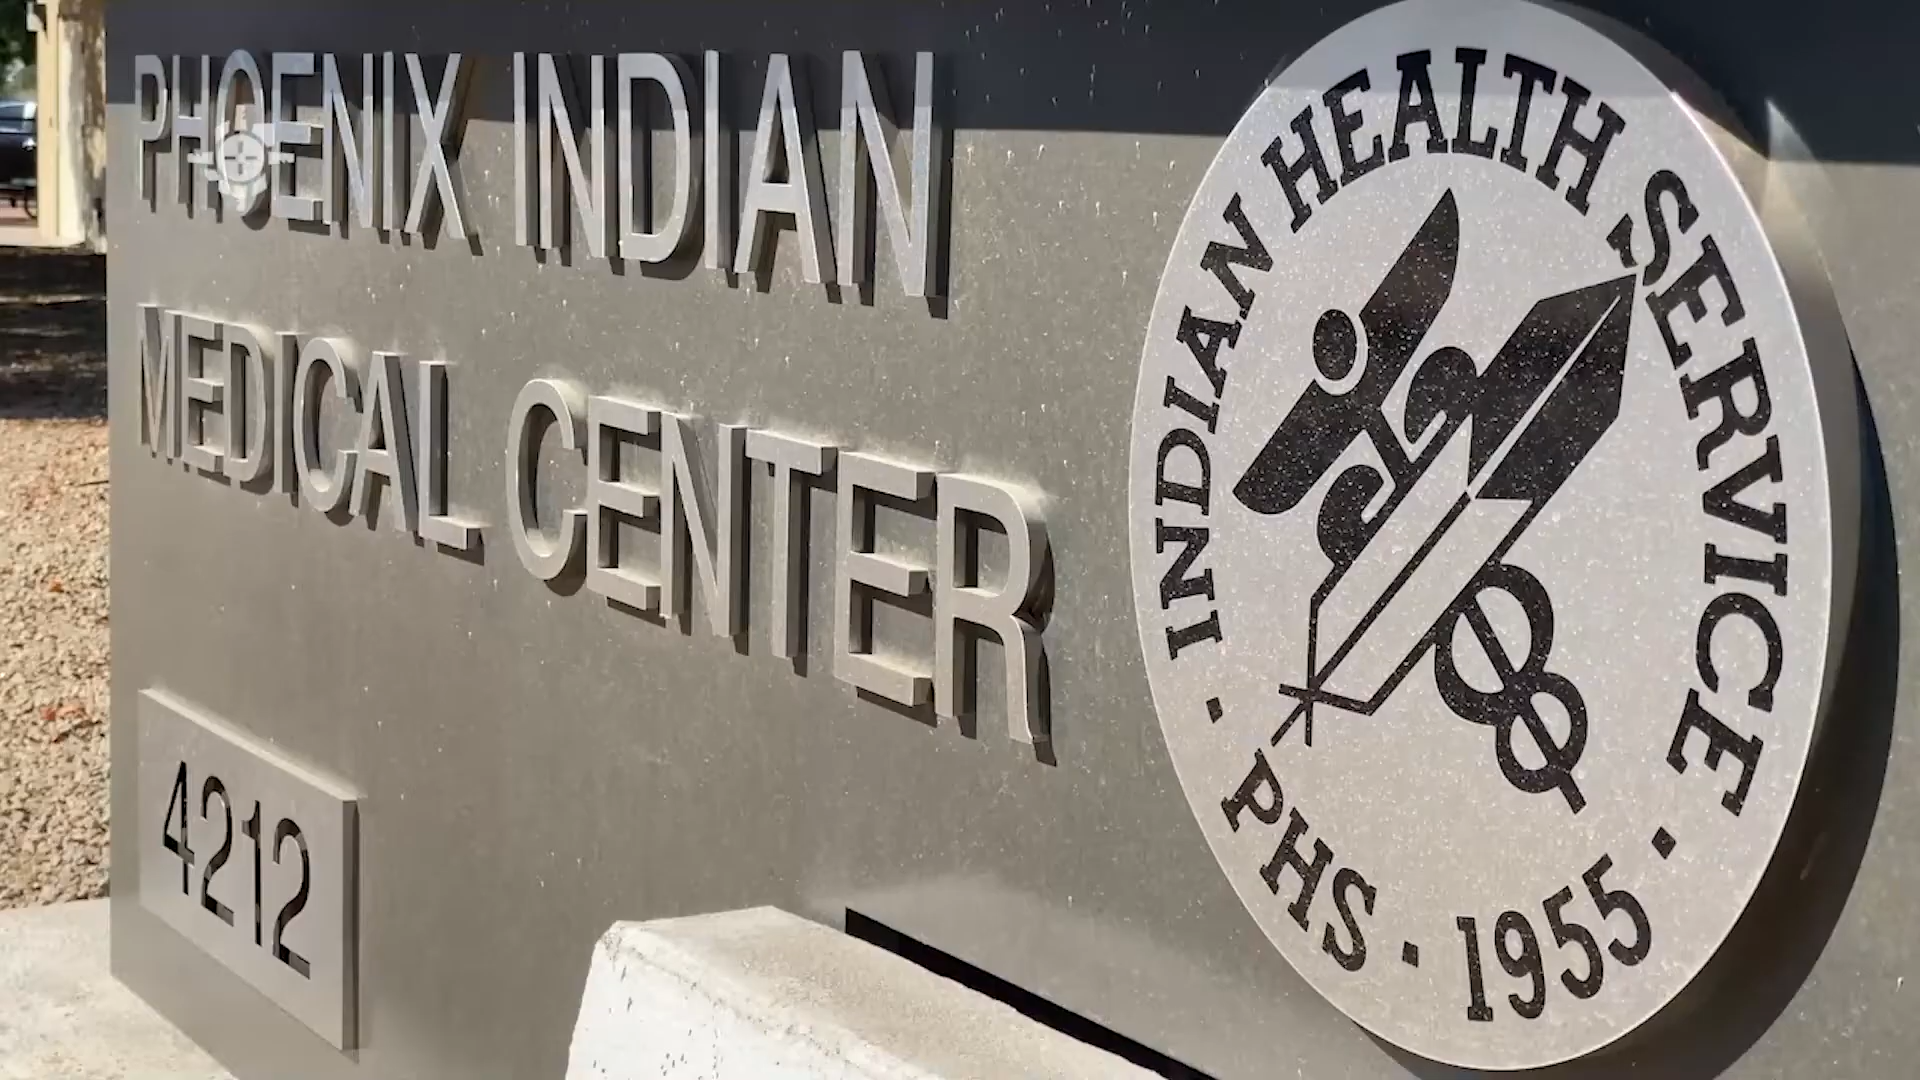 PHOENIX INDIAN
MEDICAL CENTER
4212
INDIAN HEALTH SERVICE
· PHS · 1955 ·